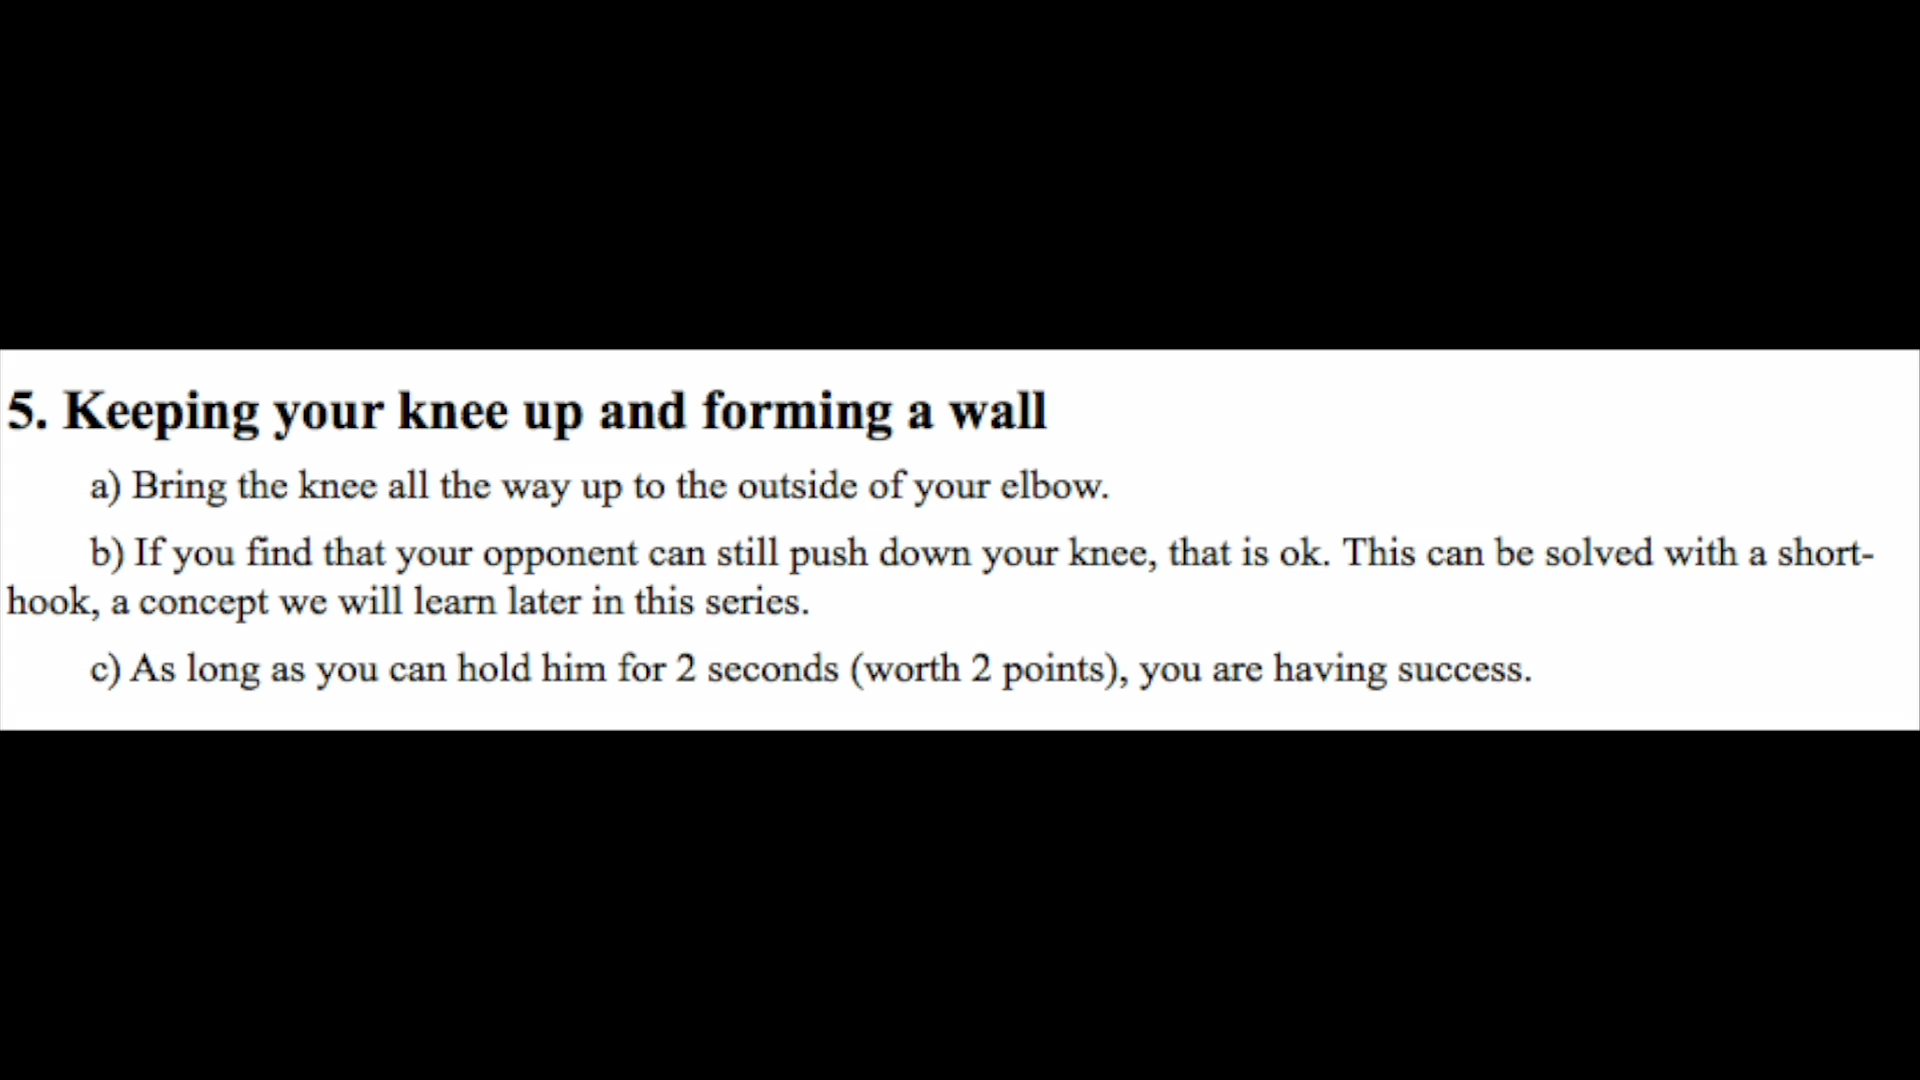 5. Keeping your knee up and forming a wall
a) Bring the knee all the way up to the outside of your elbow.
b) If you find that your opponent can still push down your knee, that is ok. This can be solved with a short-
hook, a concept we will learn later in this series.
c) As long as you can hold him for 2 seconds (worth 2 points), you are having success.